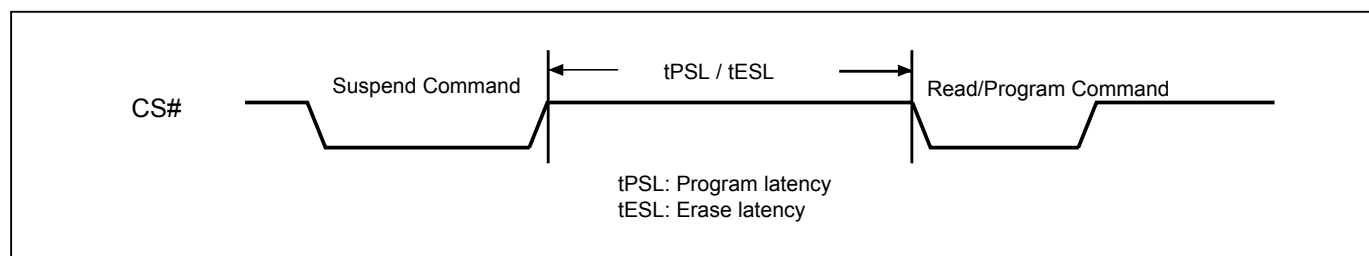 Suspend Command
tPSL / tESL
Read/Program Command
CS#
tPSL: Program latency
tESL: Erase latency